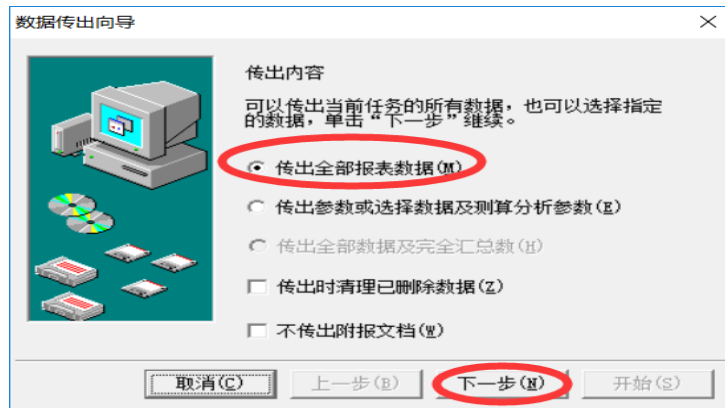 数据传出向导
传出内容
可以传出当前任务的所有数据，也可以选择指定
的数据，单击“下一步”继续。
传出全部报表数据(M)
传出参数或选择数据及测算分析参数(E)
传出全部数据及完全汇总数(H)
传出时清理已删除数据(Z)
不传出附报文档(W)
取消(C) 上一步(B) 下一步(N) 开始(S)